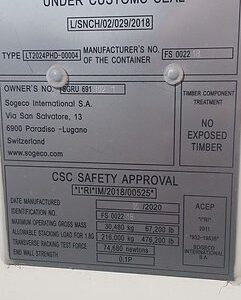 UNDER CUSTOMS SEAL
L/SNCH/02/029/2018
TYPE LT2024PHD-00004
MANUFACTURER'S NO.
OF THE CONTAINER
FS 0022
OWNER'S NO.: SGRU 691
Sogeco International S.A.
Via San Salvatore, 13
6900 Paradiso - Lugano
Switzerland
www.sogeco.com
TIMBER COMPONENT
TREATMENT
NO
EXPOSED
TIMBER
CSC SAFETY APPROVAL
"I"RI"IM/2018/00525"
DATE MANUFACTURED /2020
IDENTIFICATION NO. FS 0022
MAXIMUM OPERATING GROSS MASS 30,480 kg 67,200 lb
ALLOWABLE STACKING LOAD FOR 1.8G 216,000 kg 476,200 lb
TRANSVERSE RACKING TEST FORCE newtons
END WALL STRENGTH 0.1P
ACEP
"I"RI"
2011
SOGECO
INTERNATIONAL
S.A.